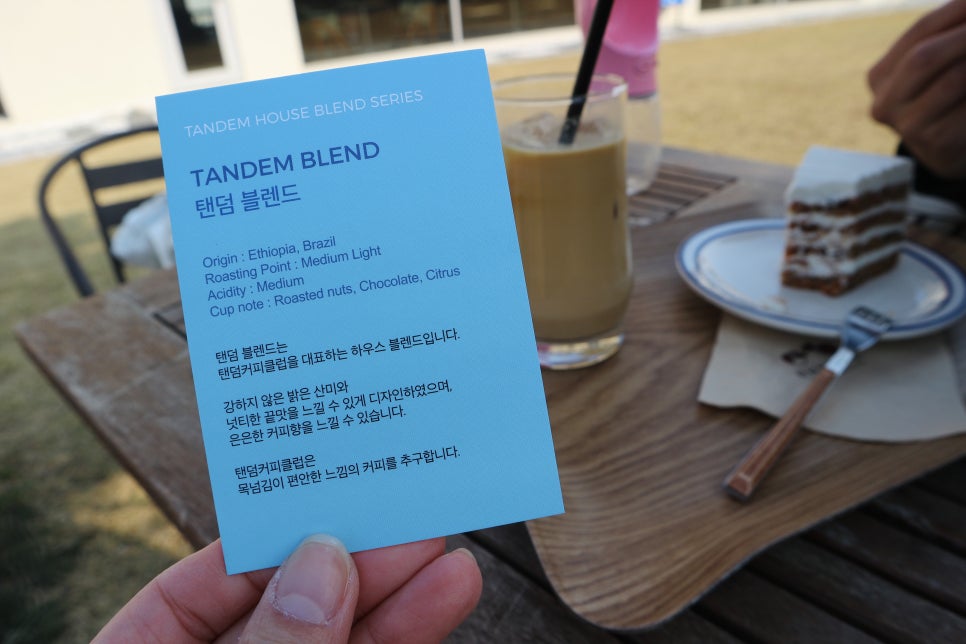 TANDEM HOUSE BLEND SERIES
TANDEM BLEND
탠덤 블렌드
Origin : Ethiopia, Brazil
Roasting Point : Medium Light
Acidity : Medium
Cup note : Roasted nuts, Chocolate, Citrus
탠덤 블렌드는
탠덤커피클럽을 대표하는 하우스 블렌드입니다.
강하지 않은 밝은 산미와
넛티한 끝맛을 느낄 수 있게 디자인하였으며,
은은한 커피향을 느낄 수 있습니다.
탠덤커피클럽은
목넘김이 편안한 느낌의 커피를 추구합니다.